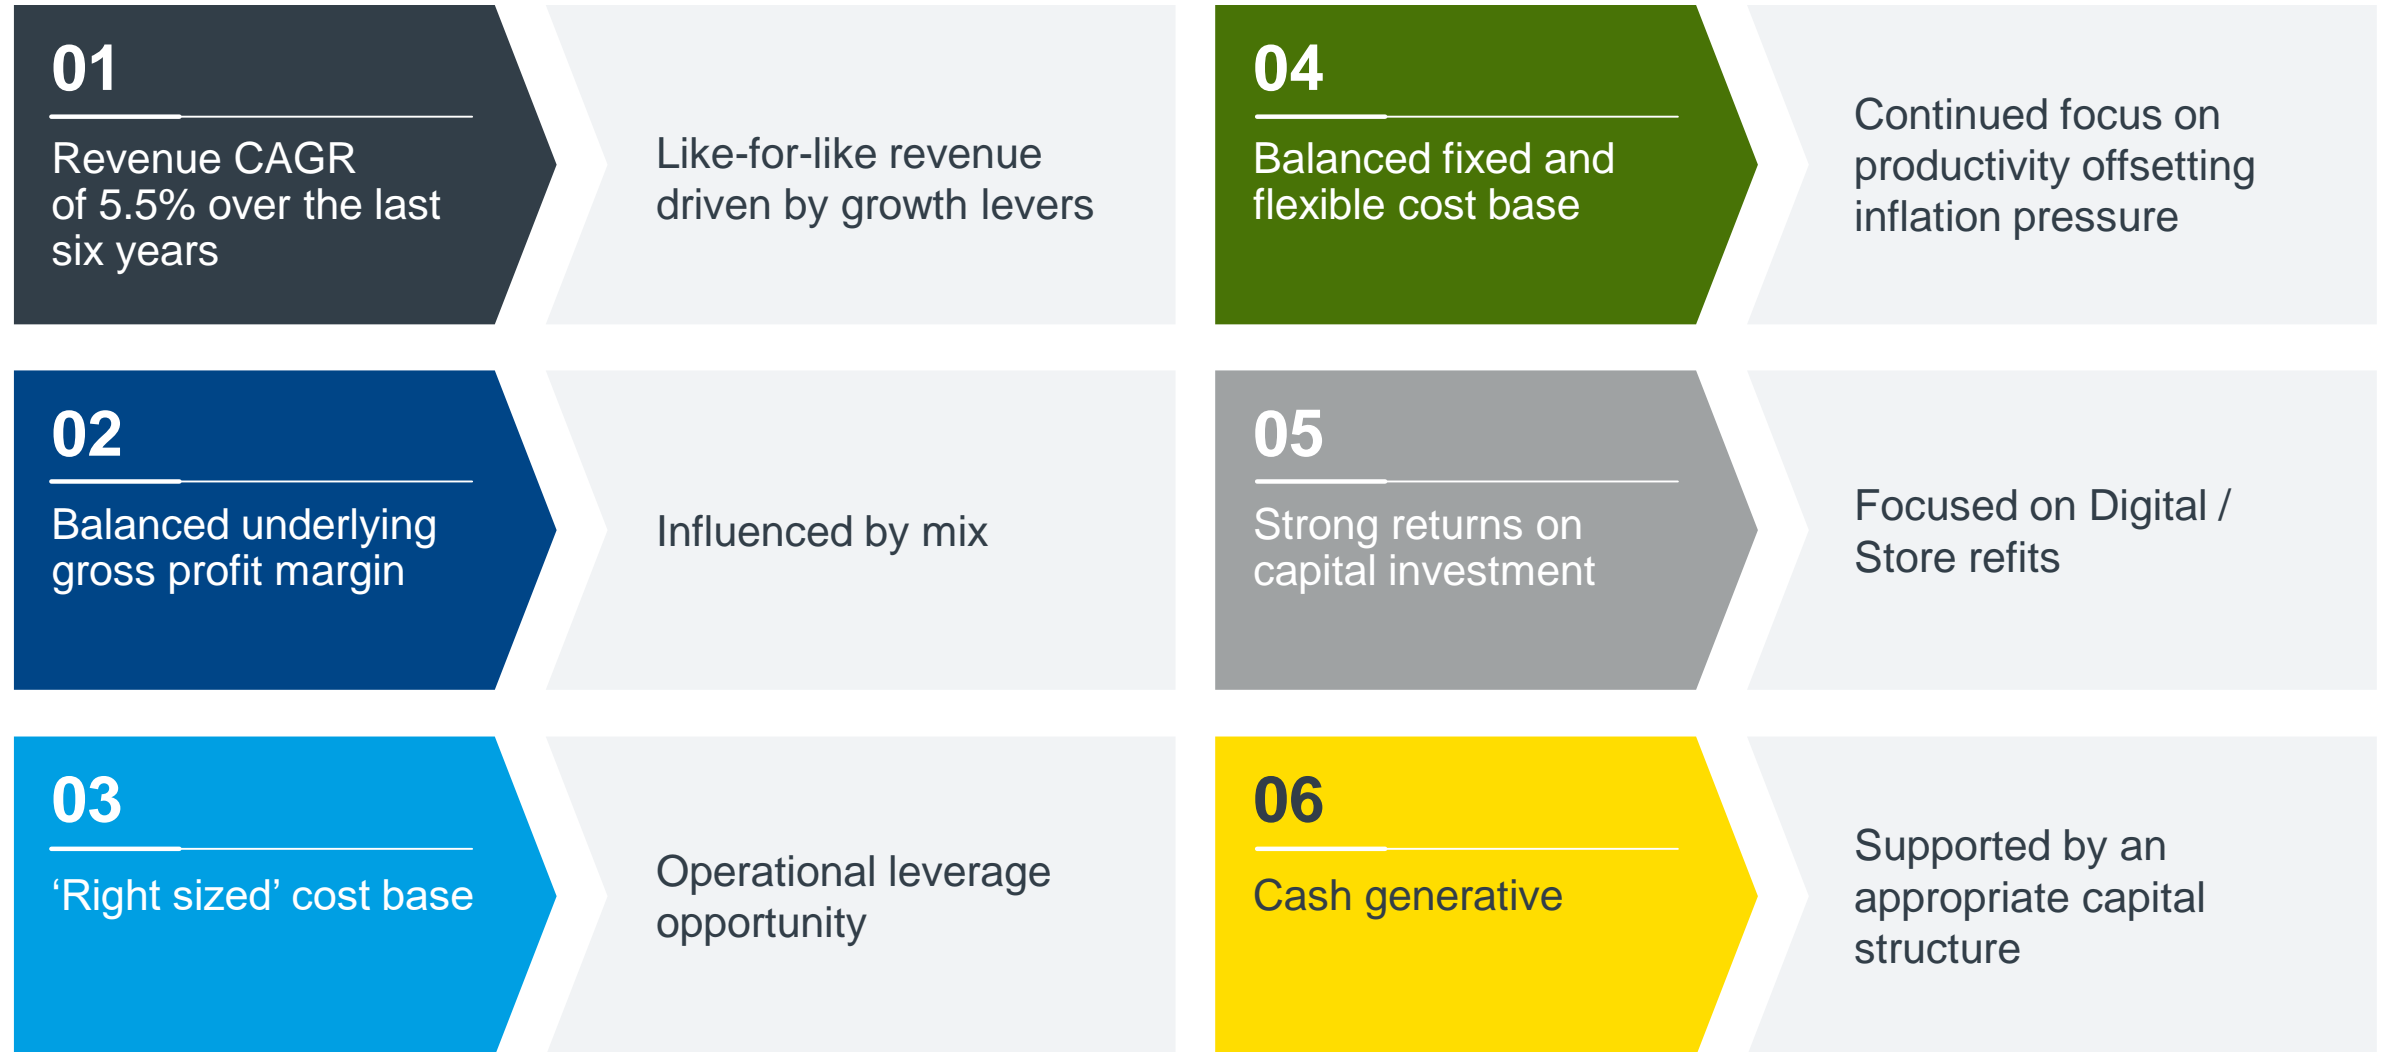 01
Revenue CAGR
of 5.5% over the last
six years
Like-for-like revenue
driven by growth levers
02
Balanced underlying
gross profit margin
Influenced by mix
03
‘Right sized’ cost base
Operational leverage
opportunity
04
Balanced fixed and
flexible cost base
Continued focus on
productivity offsetting
inflation pressure
05
Strong returns on
capital investment
Focused on Digital /
Store refits
06
Cash generative
Supported by an
appropriate capital
structure